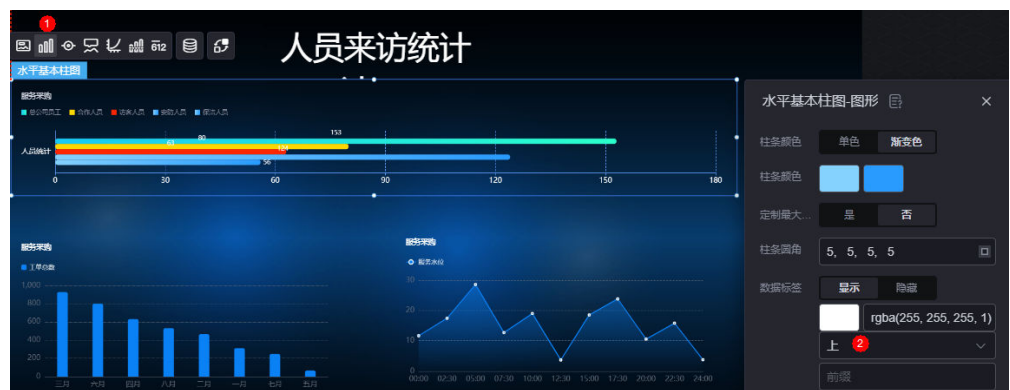 1
612
人员来访统计
水平基本柱图
服务采购
总公司员工 合作人员 访客人员 安防人员 保洁人员
153
80
63
124
人员统计
56
0 30 60 90 120 150 180
服务采购
工单总数
1,000
800
600
400
200
0
三月 六月 四月 八月 二月 一月 七月 五月
服务采购
服务水位
30
20
10
0
00:00 02:30 05:00 07:30 10:00 12:30 15:00 17:30 20:00 22:30 24:00
水平基本柱图-图形
柱条颜色 单色 渐变色
柱条颜色
定制最大... 是 否
柱条圆角 5, 5, 5, 5
数据标签 显示 隐藏
rgba(255, 255, 255, 1)
上 2
前缀